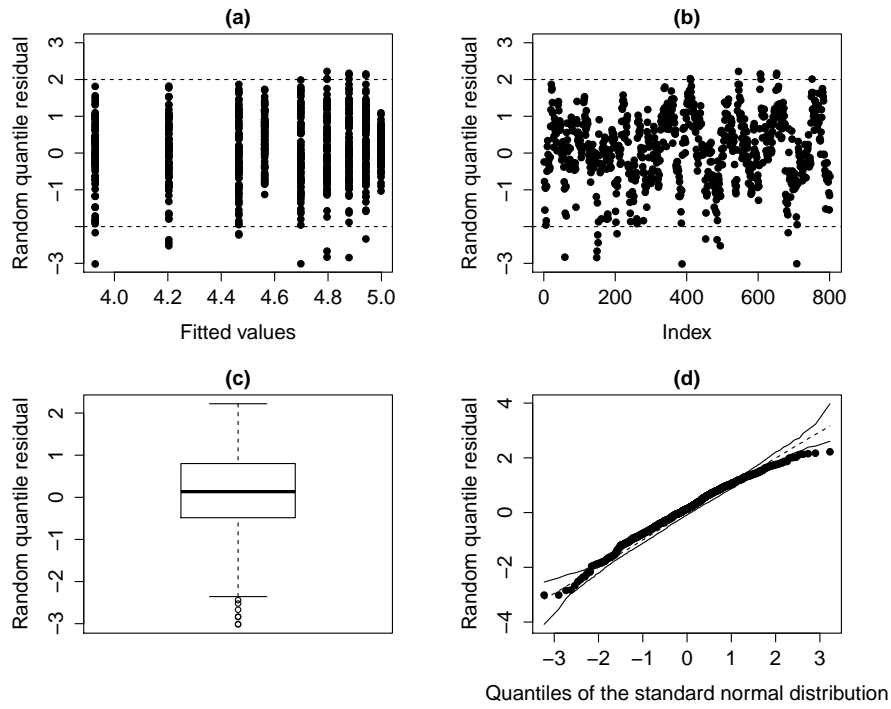 (a)
Random quantile residual
3
2
1
0
−1
−3
4.0 4.2 4.4 4.6 4.8 5.0
Fitted values
(b)
Random quantile residual
3
2
1
0
−1
−3
0 200 400 600 800
Index
(c)
Random quantile residual
2
1
0
−1
−2
−3
(d)
Random quantile residual
4
2
0
−2
−4
−3 −2 −1 0 1 2 3
Quantiles of the standard normal distribution